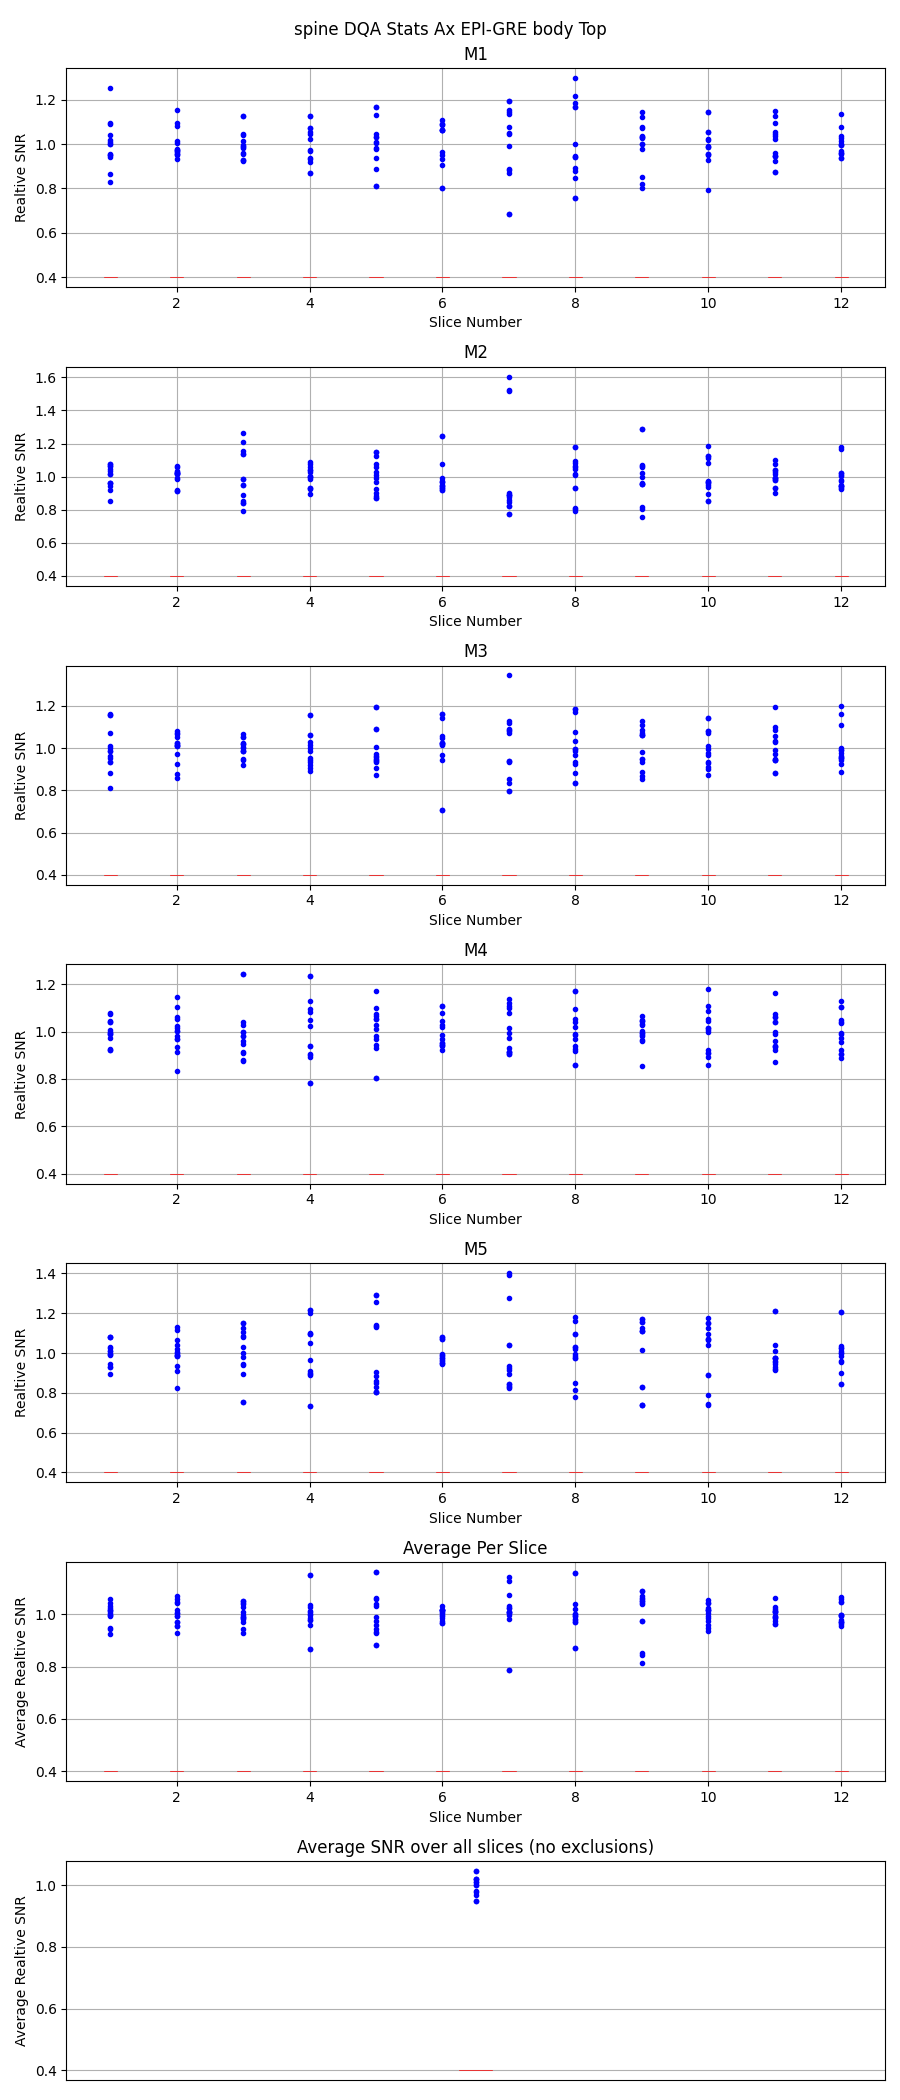 spine DQA Stats Ax EPI-GRE body Top
M1
1.2
1.0
0.8
0.6
0.4
Realtive SNR
2 4 6 8 10 12
Slice Number
M2
1.6
1.4
1.2
1.0
0.8
0.6
0.4
Realtive SNR
2 4 6 8 10 12
Slice Number
M3
1.2
1.0
0.8
0.6
0.4
Realtive SNR
2 4 6 8 10 12
Slice Number
M4
1.2
1.0
0.8
0.6
0.4
Realtive SNR
2 4 6 8 10 12
Slice Number
M5
1.4
1.2
1.0
0.8
0.6
0.4
Realtive SNR
2 4 6 8 10 12
Slice Number
Average Per Slice
1.0
0.8
0.6
0.4
Average Realtive SNR
2 4 6 8 10 12
Slice Number
Average SNR over all slices (no exclusions)
1.0
0.8
0.6
0.4
Average Realtive SNR